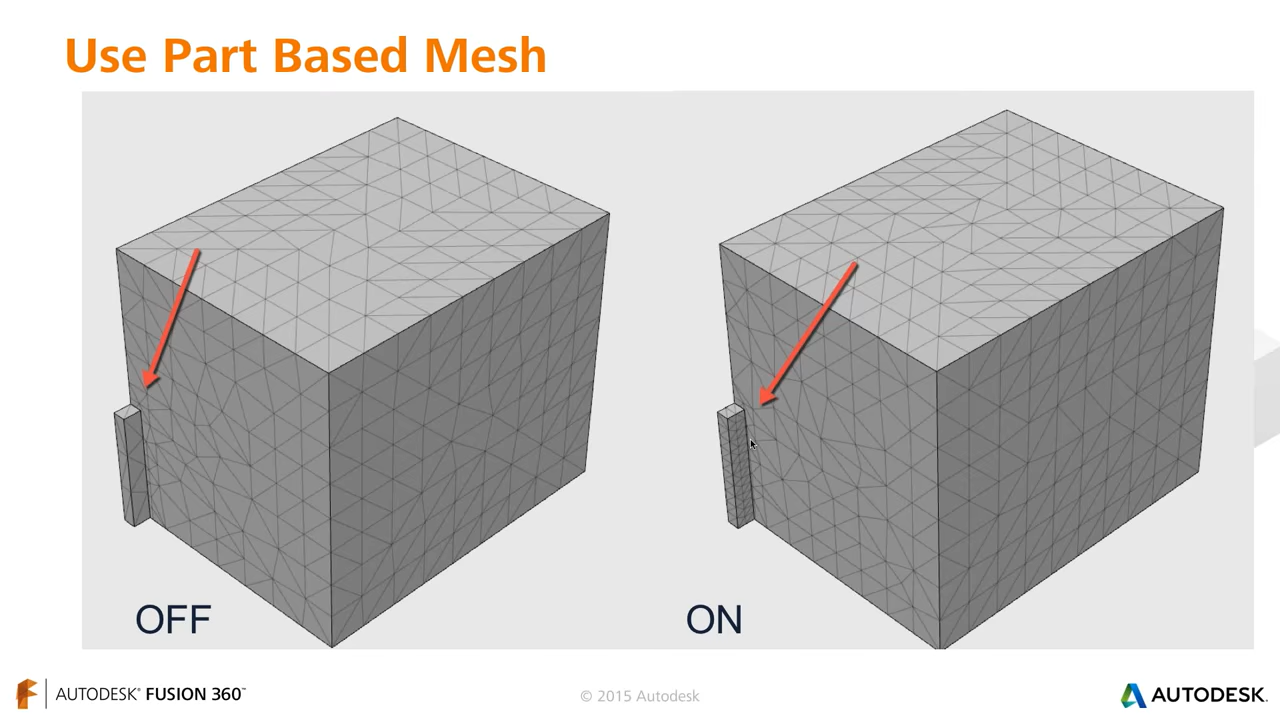 Use Part Based Mesh
OFF
ON
AUTODESK® FUSION 360™
© 2015 Autodesk
AUTODESK.